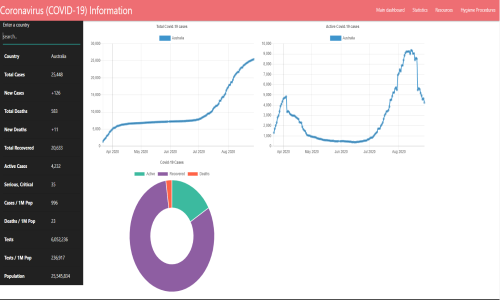 Coronavirus (COVID-19) Information
Main dashboard Statistics Resources Hygiene Procedures
Enter a country
Search..
Country Australia
Total Cases 25,448
New Cases +126
Total Deaths 583
New Deaths +11
Total Recovered 20,633
Active Cases 4,232
Serious, Critical 35
Cases / 1M Pop 996
Deaths / 1M Pop 23
Tests 6,052,236
Tests / 1M Pop 236,917
Population 25,545,834
Total Covid-19 cases
Australia
30,000
25,000
20,000
15,000
10,000
5,000
0
Apr 2020 May 2020 Jun 2020 Jul 2020 Aug 2020
Active Covid-19 cases
Australia
10,000
9,000
8,000
7,000
6,000
5,000
4,000
3,000
2,000
1,000
0
Apr 2020 May 2020 Jun 2020 Jul 2020 Aug 2020
Covid-19 Cases
Active Recovered Deaths